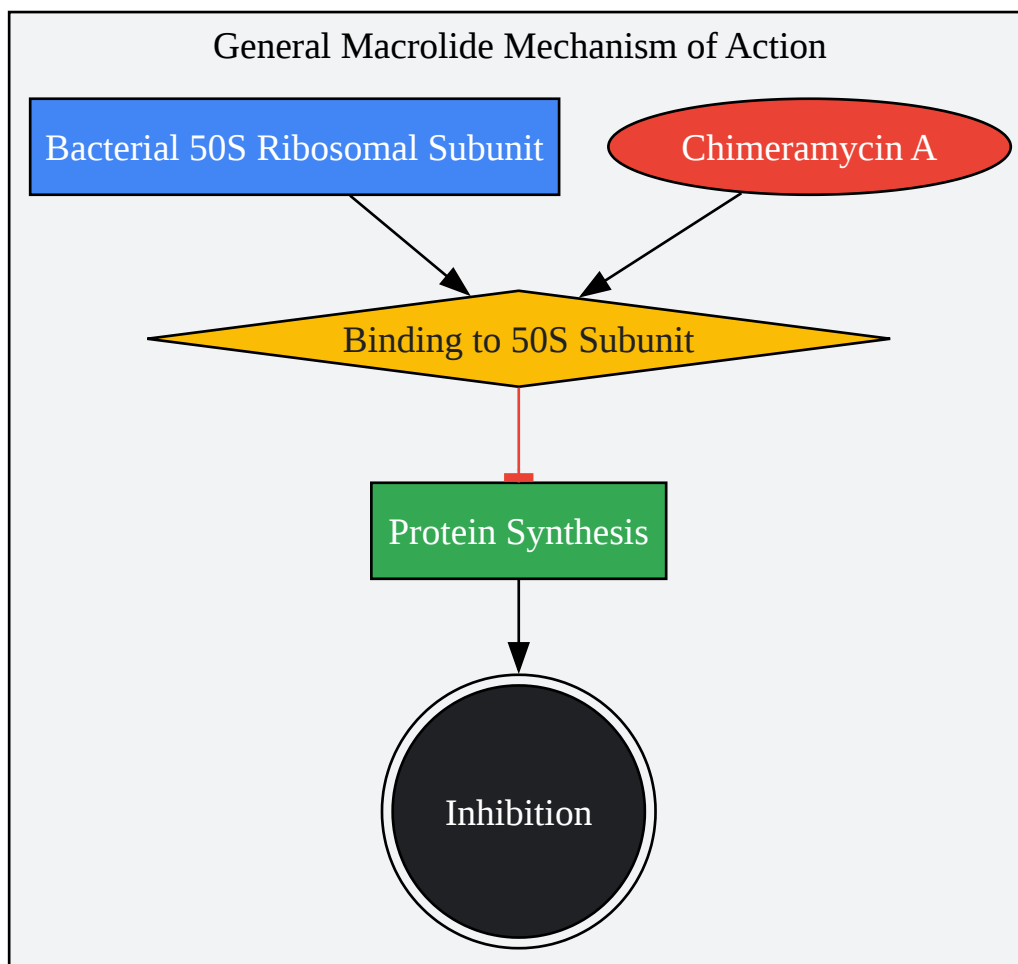 General Macrolide Mechanism of Action
Bacterial 50S Ribosomal Subunit
Chimeramycin A
Binding to 50S Subunit
Protein Synthesis
Inhibition